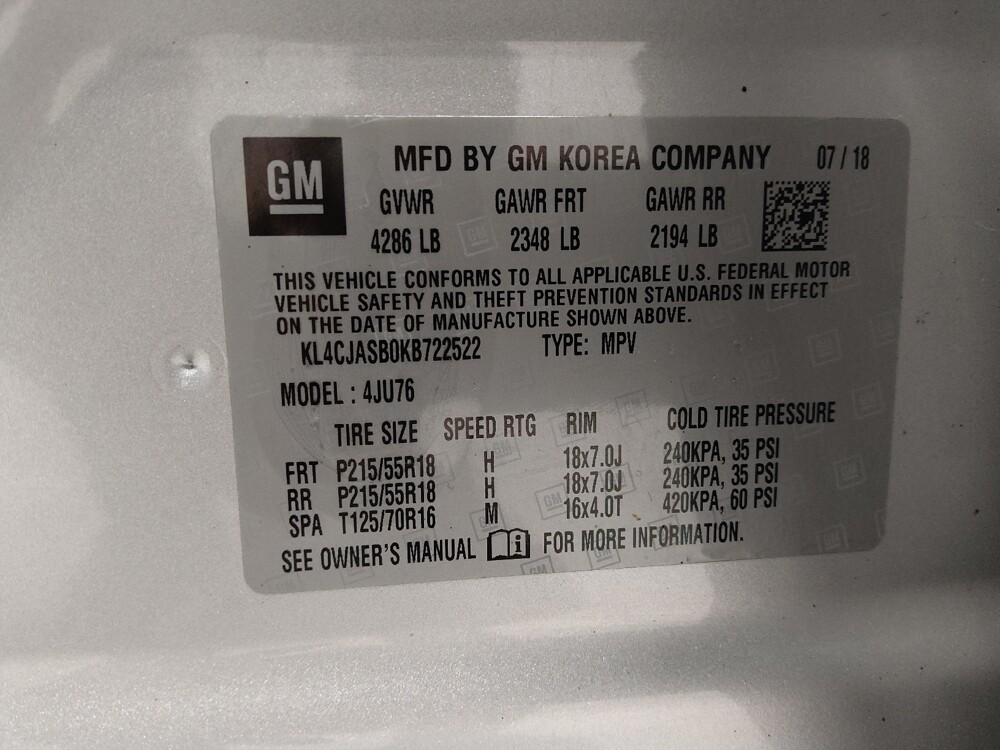 GM
MFD BY GM KOREA COMPANY 07 / 18
GVWR GAWR FRT GAWR RR
4286 LB 2348 LB 2194 LB
THIS VEHICLE CONFORMS TO ALL APPLICABLE U.S. FEDERAL MOTOR
VEHICLE SAFETY AND THEFT PREVENTION STANDARDS IN EFFECT
ON THE DATE OF MANUFACTURE SHOWN ABOVE.
KL4CJASB0KB722522 TYPE: MPV
MODEL : 4JU76
TIRE SIZE SPEED RTG RIM COLD TIRE PRESSURE
FRT P215/55R18 H 18x7.0J 240KPA, 35 PSI
RR P215/55R18 H 18x7.0J 240KPA, 35 PSI
SPA T125/70R16 M 16x4.0T 420KPA, 60 PSI
SEE OWNER'S MANUAL i FOR MORE INFORMATION.